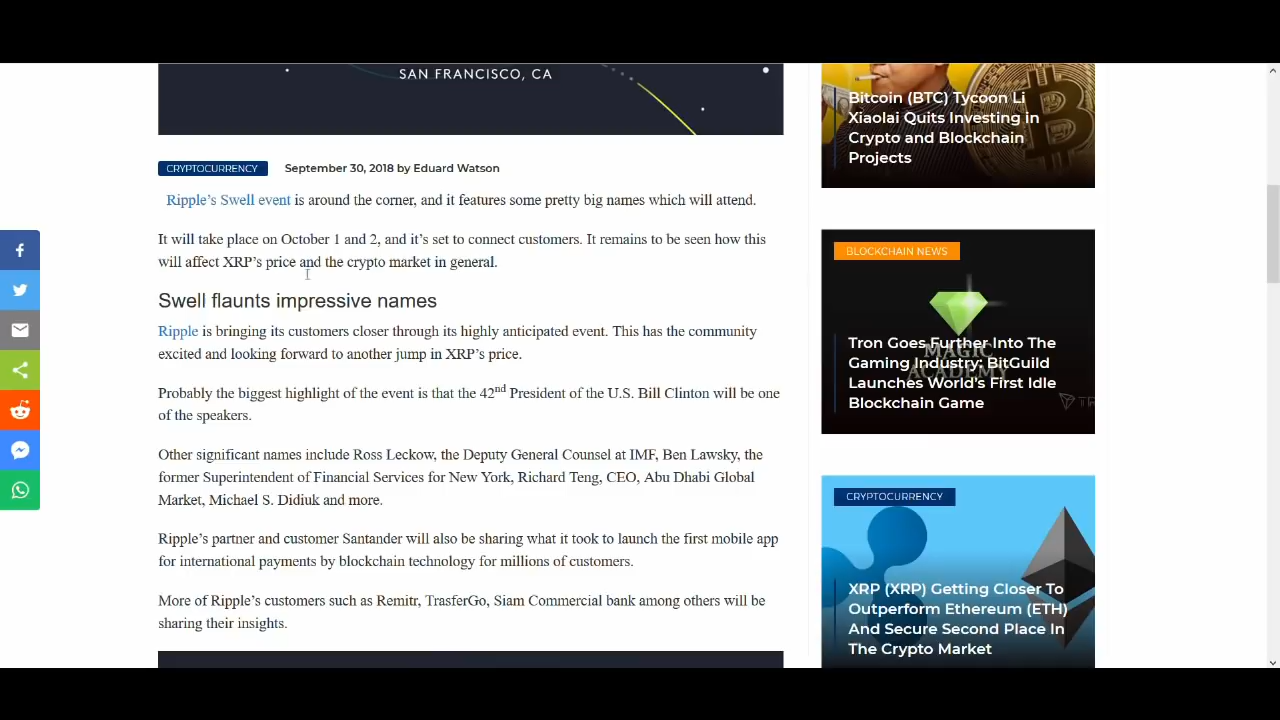 SAN FRANCISCO, CA
CRYPTOCURRENCY
September 30, 2018 by Eduard Watson
Ripple's Swell event is around the corner, and it features some pretty big names which will attend.
It will take place on October 1 and 2, and it's set to connect customers. It remains to be seen how this
will affect XRP's price and the crypto market in general.
Swell flaunts impressive names
Ripple is bringing its customers closer through its highly anticipated event. This has the community
excited and looking forward to another jump in XRP's price.
Probably the biggest highlight of the event is that the 42nd President of the U.S. Bill Clinton will be one
of the speakers.
Other significant names include Ross Leckow, the Deputy General Counsel at IMF, Ben Lawsky, the
former Superintendent of Financial Services for New York, Richard Teng, CEO, Abu Dhabi Global
Market, Michael S. Didiuk and more.
Ripple's partner and customer Santander will also be sharing what it took to launch the first mobile app
for international payments by blockchain technology for millions of customers.
More of Ripple's customers such as Remitr, TrasferGo, Siam Commercial bank among others will be
sharing their insights.
Bitcoin (BTC) Tycoon Li
Xiaolai Quits Investing in
Crypto and Blockchain
Projects
BLOCKCHAIN NEWS
Tron Goes Further Into The
Gaming Industry: BitGuild
Launches World's First Idle
Blockchain Game
MAGIC
ACADEMY
CRYPTOCURRENCY
XRP (XRP) Getting Closer To
Outperform Ethereum (ETH)
And Secure Second Place In
The Crypto Market